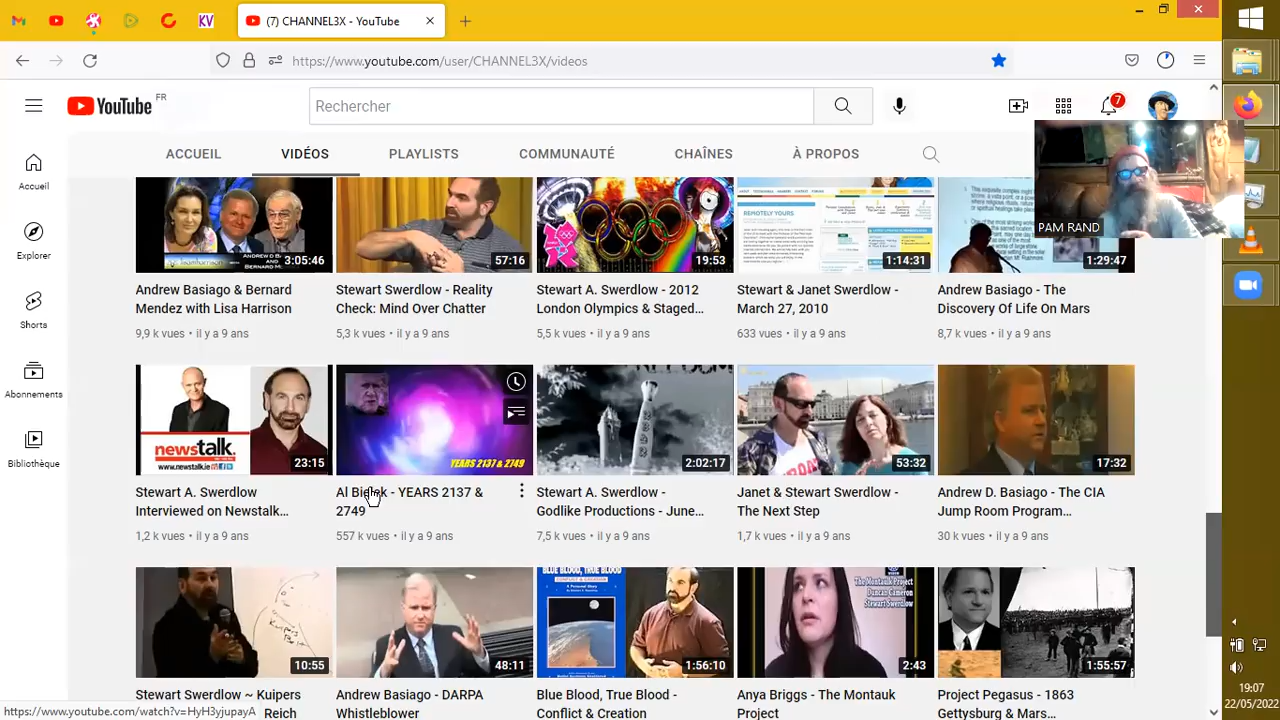 (7) CHANNEL3X - YouTube
KV
https://www.youtube.com/user/CHANNEL3X/videos
YouTube FR
Rechercher
7
ACCUEIL VIDÉOS PLAYLISTS COMMUNAUTÉ CHAÎNES À PROPOS
PAM RAND
Accueil
Explorer
Shorts
Abonnements
Bibliothèque
ANDREW D. B
AND BERNARD M.
3:06:46
57:16
19:53
REMOTELY YOURS
1:14:31
1:29:47
Andrew Basiago & Bernard
Mendez with Lisa Harrison
9,9 k vues • il y a 9 ans
Stewart Swerdlow - Reality
Check: Mind Over Chatter
5,3 k vues • il y a 9 ans
Stewart A. Swerdlow - 2012
London Olympics & Staged…
5,5 k vues • il y a 9 ans
Stewart & Janet Swerdlow -
March 27, 2010
633 vues • il y a 9 ans
Andrew Basiago - The
Discovery Of Life On Mars
8,7 k vues • il y a 9 ans
newstalk.
www.newstalk.ie
23:15
YEARS 2137 & 2749
2:02:17
53:32
17:32
Stewart A. Swerdlow
Interviewed on Newstalk…
1,2 k vues • il y a 9 ans
Al Bielek - YEARS 2137 &
2749
557 k vues • il y a 9 ans
Stewart A. Swerdlow -
Godlike Productions - June…
7,5 k vues • il y a 9 ans
Janet & Stewart Swerdlow -
The Next Step
1,7 k vues • il y a 9 ans
Andrew D. Basiago - The CIA
Jump Room Program…
30 k vues • il y a 9 ans
10:55
48:11
BLUE BLOOD, TRUE BLOOD
CONFLICT & CREATION
1:56:10
The Montauk Project
Duncan Cameron
Stewart Swerdlow
2:43
1:55:57
Stewart Swerdlow ~ Kuipers
Reich
Andrew Basiago - DARPA
Whistleblower
Blue Blood, True Blood -
Conflict & Creation
Anya Briggs - The Montauk
Project
Project Pegasus - 1863
Gettysburg & Mars…
https://www.youtube.com/watch?v=HyH3yjupayA
19:07
22/05/2022